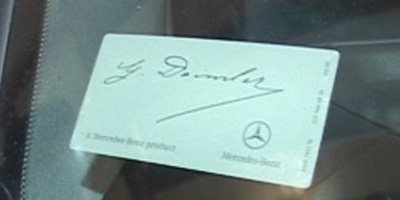 G. Daimler
A Mercedes-Benz product
Mercedes-Benz